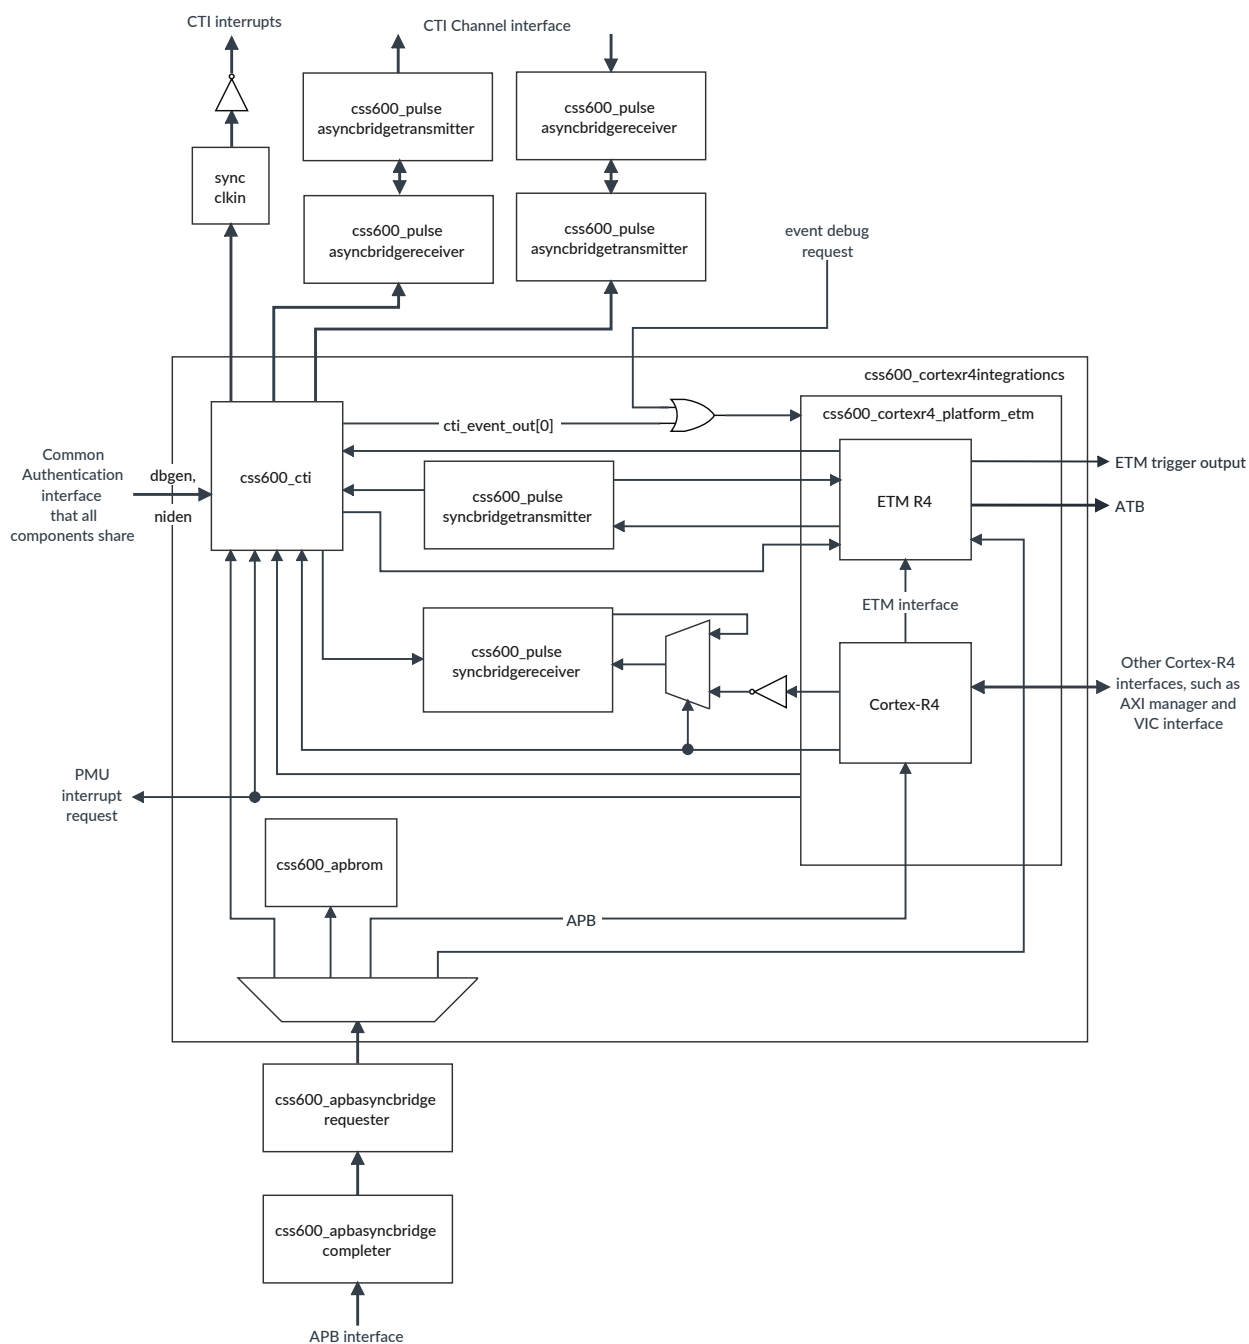 CTI interrupts
CTI Channel interface
css600_pulse
asyncbridgetransmitter
css600_pulse
asyncbridgereceiver
sync
clkin
css600_pulse
asyncbridgereceiver
css600_pulse
asyncbridgetransmitter
event debug
request
css600_cortexr4integrationcs
css600_cortexr4_platform_etm
cti_event_out[0]
Common
Authentication
interface
that all
components share
dbgen,
niden
css600_cti
css600_pulse
syncbridgetransmitter
ETM R4
ETM trigger output
ATB
ETM interface
css600_pulse
syncbridgereceiver
Cortex-R4
Other Cortex-R4
interfaces, such as
AXI manager and
VIC interface
PMU
interrupt
request
css600_apbrom
APB
css600_apbasyncbridge
requester
css600_apbasyncbridge
completer
APB interface